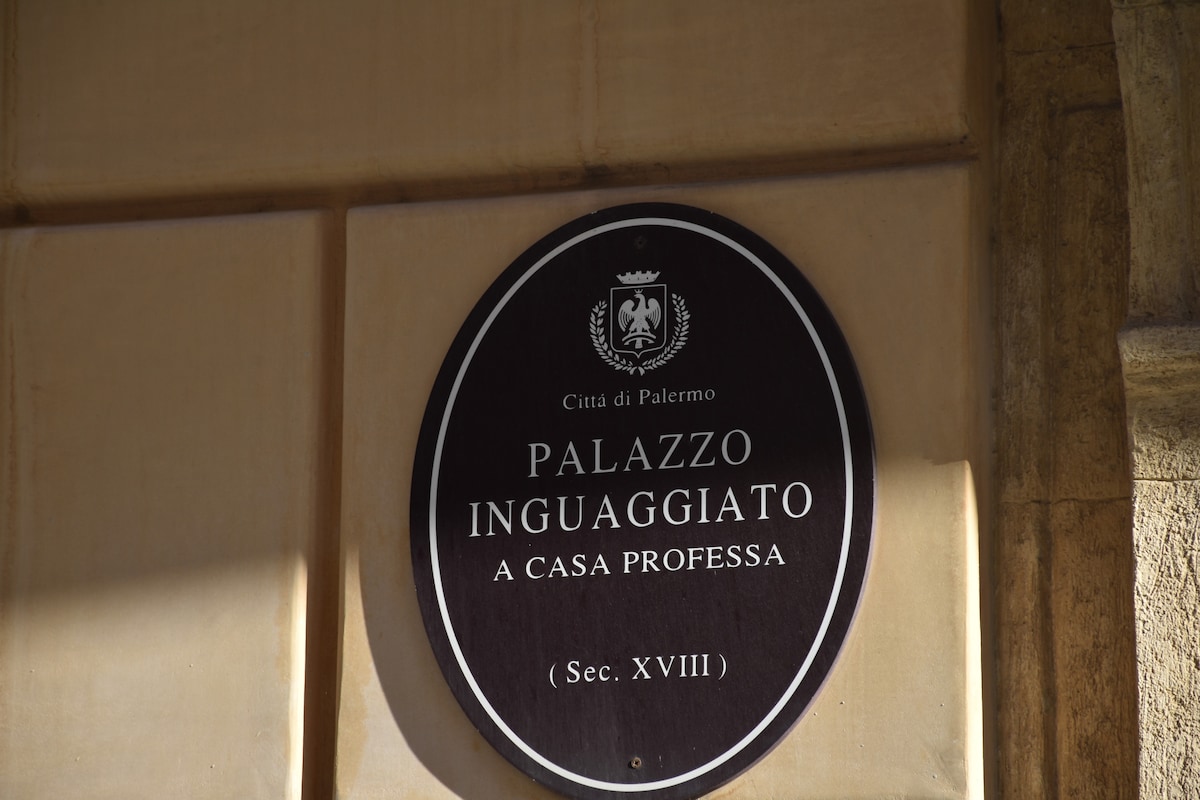 Cittá di Palermo
PALAZZO
INGUAGGIATO
A CASA PROFESSA
(Sec. XVIII)